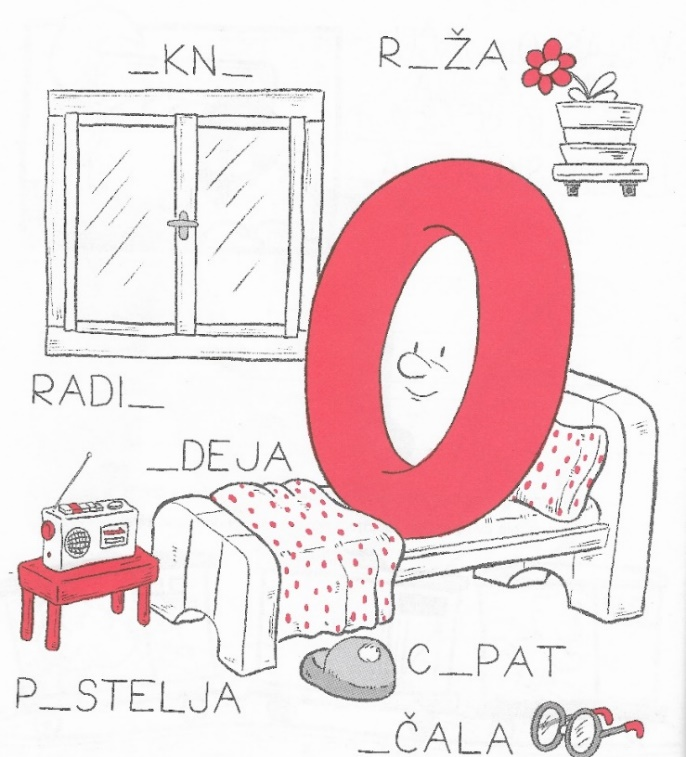 _KN_
R_ŽA
RADI_
_DEJA
P_STELJA
C_PAT
_ČALA